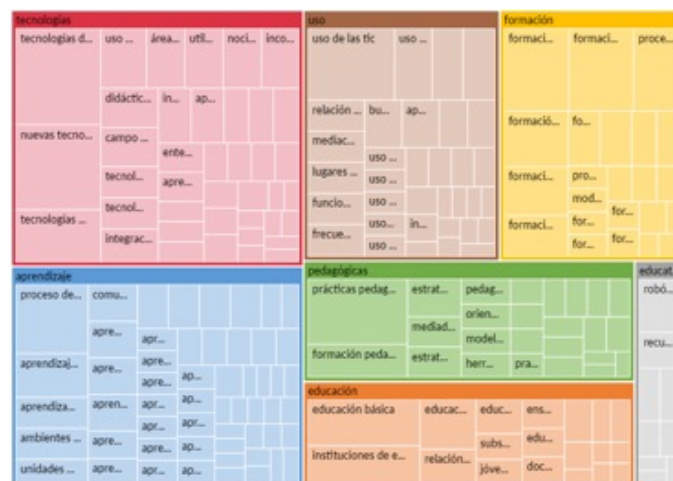 tecnologías
tecnologías d...
uso ...
área...
util...
noci...
inco...
didáctic...
in...
ap...
nuevas tecno...
campo ...
ente...
tecnol...
apre...
tecnol...
tecnologías ...
integrac...
uso
uso de las tic
uso ...
relación ...
bu...
ap...
mediac...
uso ...
lugares ...
uso ...
uso ...
funcio...
uso...
in...
frecue...
uso ...
formación
formaci...
formaci...
proce...
formació...
fo...
formaci...
pro...
mod...
formaci...
for...
for...
for...
for...
aprendizaje
proceso de...
comu...
apre...
apr...
aprendizaj...
apre...
apre...
apre...
ap...
aprendiza...
apren...
apr...
ap...
ambientes ...
apre...
apr...
apr...
apre...
ap...
unidades ...
apre...
apr...
ap...
pedagógicas
prácticas pedag...
estrat...
pedag...
orien...
mediad...
model...
formación peda...
estrat...
herr...
pra...
educación
educación básica
educac...
educ...
ens...
subs...
edu...
instituciones de e...
relación...
jóve...
doc...
educat
robó...
recu...